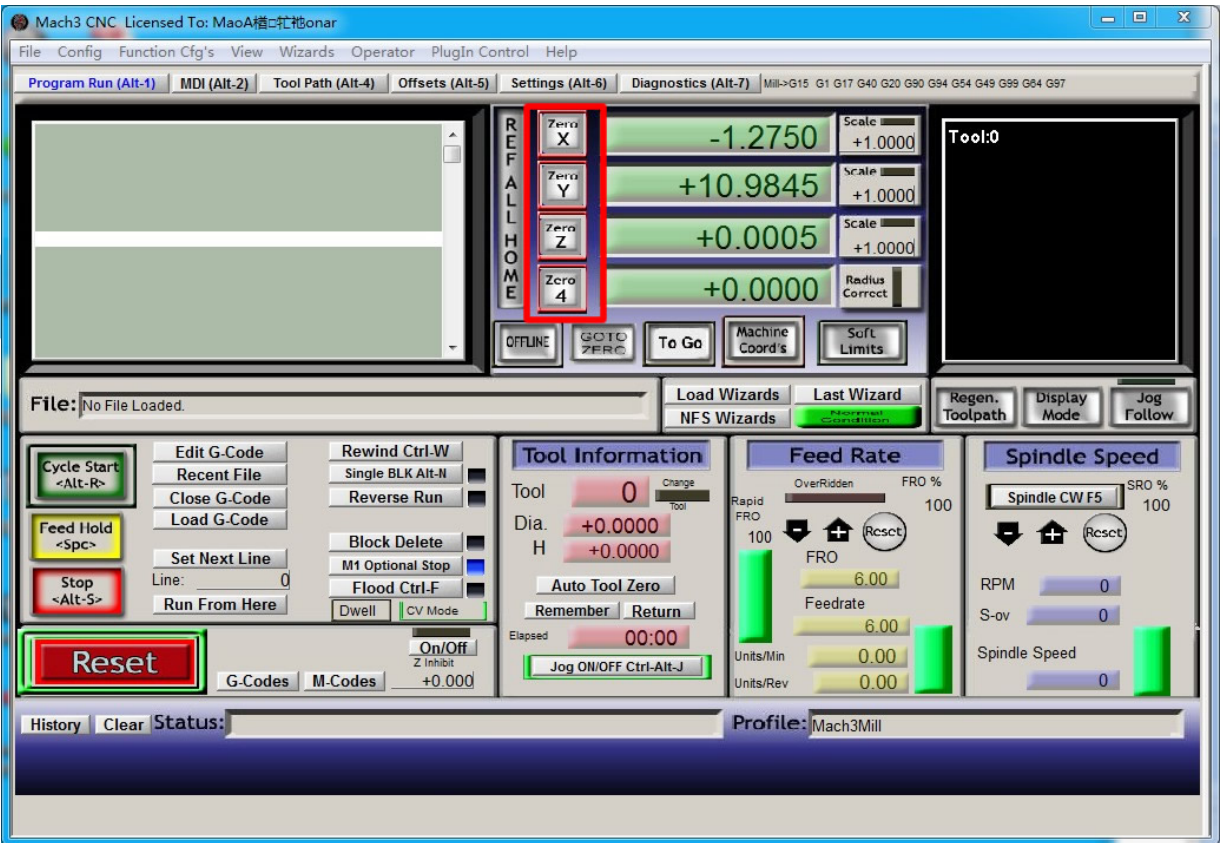 Mach3 CNC Licensed To: MaoA楢□牤衪onar
File Config Function Cfg's View Wizards Operator PlugIn Control Help
Program Run (Alt-1) MDI (Alt-2) Tool Path (Alt-4) Offsets (Alt-5) Settings (Alt-6) Diagnostics (Alt-7) Mill->G15 G1 G17 G40 G20 G90 G94 G54 G49 G99 G64 G97
REF ALL HOME
Zero X -1.2750 Scale +1.0000
Zero Y +10.9845 Scale +1.0000
Zero Z +0.0005 Scale +1.0000
Zero 4 +0.0000 Radius Correct
OFFLINE GOTO ZERO To Go Machine Coord's Soft Limits
Tool:0
File: No File Loaded.
Load Wizards Last Wizard
NFS Wizards Normal Condition
Regen. Toolpath Display Mode Jog Follow
Cycle Start <Alt-R>
Feed Hold <Spc>
Stop <Alt-S>
Edit G-Code
Recent File
Close G-Code
Load G-Code
Set Next Line
Line: 0
Run From Here
Rewind Ctrl-W
Single BLK Alt-N
Reverse Run
Block Delete
M1 Optional Stop
Flood Ctrl-F
Dwell CV Mode
Reset
G-Codes M-Codes
On/Off
Z Inhibit
+0.000
Tool Information
Tool 0 Change Tool
Dia. +0.0000
H +0.0000
Auto Tool Zero
Remember Return
Elapsed 00:00
Jog ON/OFF Ctrl-Alt-J
Feed Rate
OverRidden FRO %
100
Rapid FRO
100
Reset
FRO
6.00
Feedrate
6.00
Units/Min 0.00
Units/Rev 0.00
Spindle Speed
Spindle CW F5 SRO %
100
Reset
RPM 0
S-ov 0
Spindle Speed
0
History Clear Status:
Profile: Mach3Mill